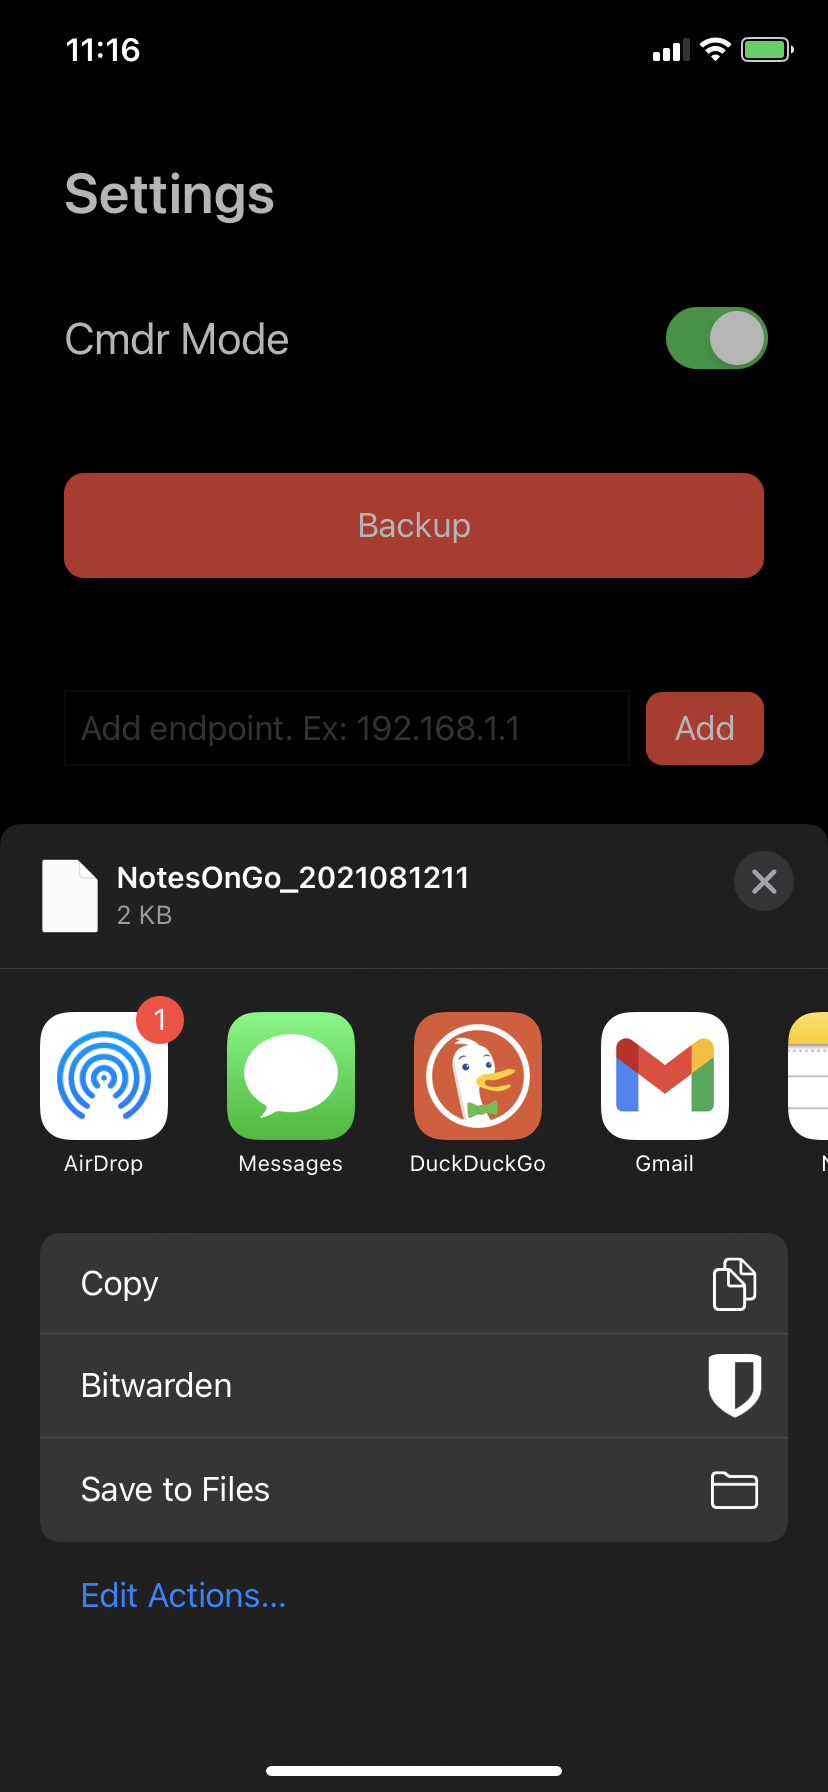 11:16
Settings
Cmdr Mode
Backup
Add endpoint. Ex: 192.168.1.1
Add
NotesOnGo_2021081211
2 KB
1
AirDrop
Messages
DuckDuckGo
Gmail
Copy
Bitwarden
Save to Files
Edit Actions...